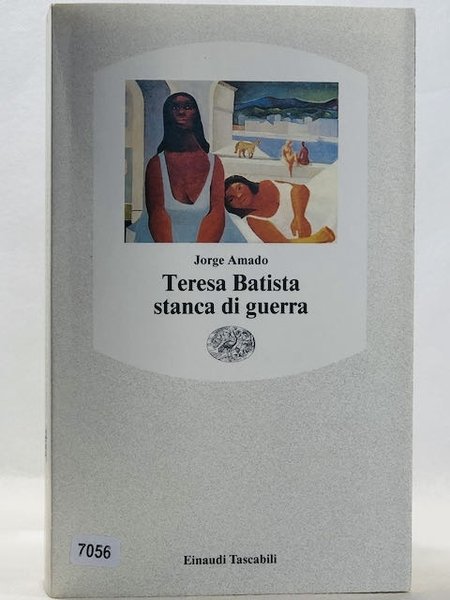 Jorge Amado
Teresa Batista
stanca di guerra
7056
Einaudi Tascabili